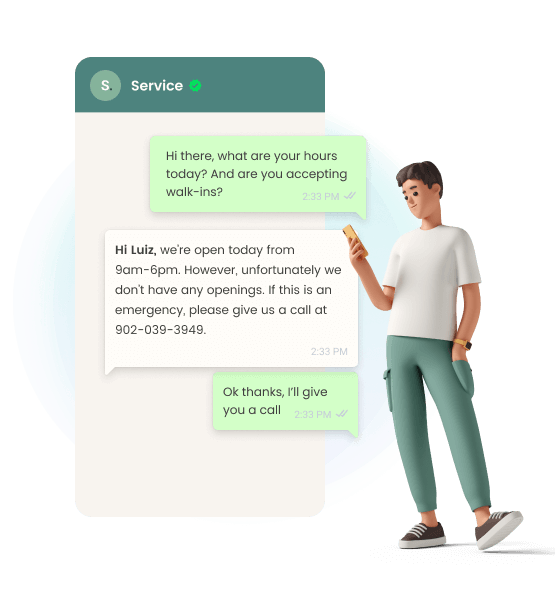 S.
Service
Hi there, what are your hours
today? And are you accepting
walk-ins?
2:33 PM
Hi Luiz, we're open today from
9am-6pm. However, unfortunately we
don't have any openings. If this is an
emergency, please give us a call at
902-039-3949.
2:33 PM
Ok thanks, I'll give
you a call
2:33 PM